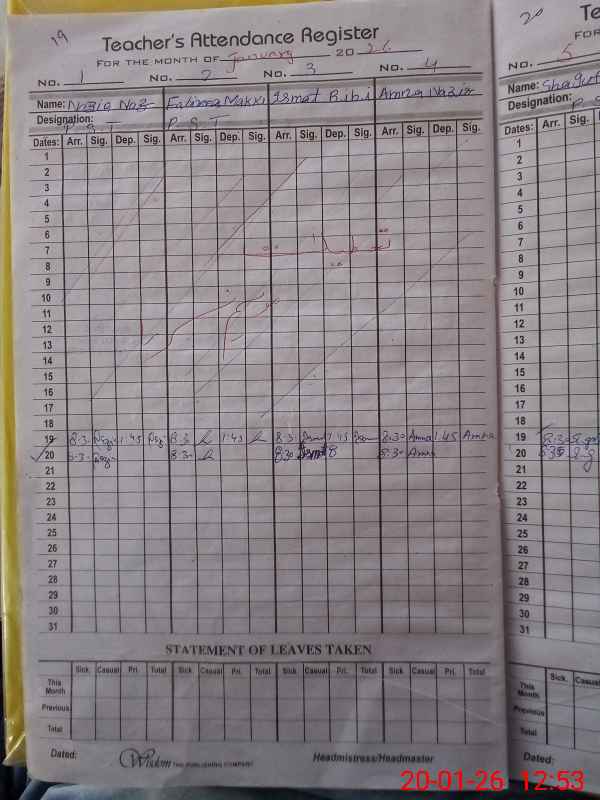 19
Teacher's Attendance Register
FOR THE MONTH OF January 2026
No. 1 No. 2 No. 3 No. 4
Name: Naz Makki Ismat Bibi Amna Nazir
Designation: P S T P S T
Dates: Arr. Sig. Dep. Sig. Arr. Sig. Dep. Sig. Arr. Sig. Dep. Sig. Arr. Sig. Dep. Sig.
1
2
3
4
5
6
7
8
9
10
11
12
13
14
15
16
17
18
19 8.3- 1.45 8.3- 1.45 8.3- 1.45 8.3- Amna 1.45 Amna
20 8.3- 8.3- 8.30 8.3- Amna
21
22
23
24
25
26
27
28
29
30
31
STATEMENT OF LEAVES TAKEN
Sick. Casual Pri. Total Sick. Casual Pri. Total Sick. Casual Pri. Total Sick. Casual Pri. Total
This Month
Previous
Total
Dated: Wisdom THE PUBLISHING COMPANY Headmistress/Headmaster
20
Te
FOR
No. 5
Name:
Designation:
Dates: Arr. Sig.
1
2
3
4
5
6
7
8
9
10
11
12
13
14
15
16
17
18
19 8.3-
20 8.30
21
22
23
24
25
26
27
28
29
30
31
Sick. Casual
This Month
Previous
Total
Dated:
20-01-26 12:53